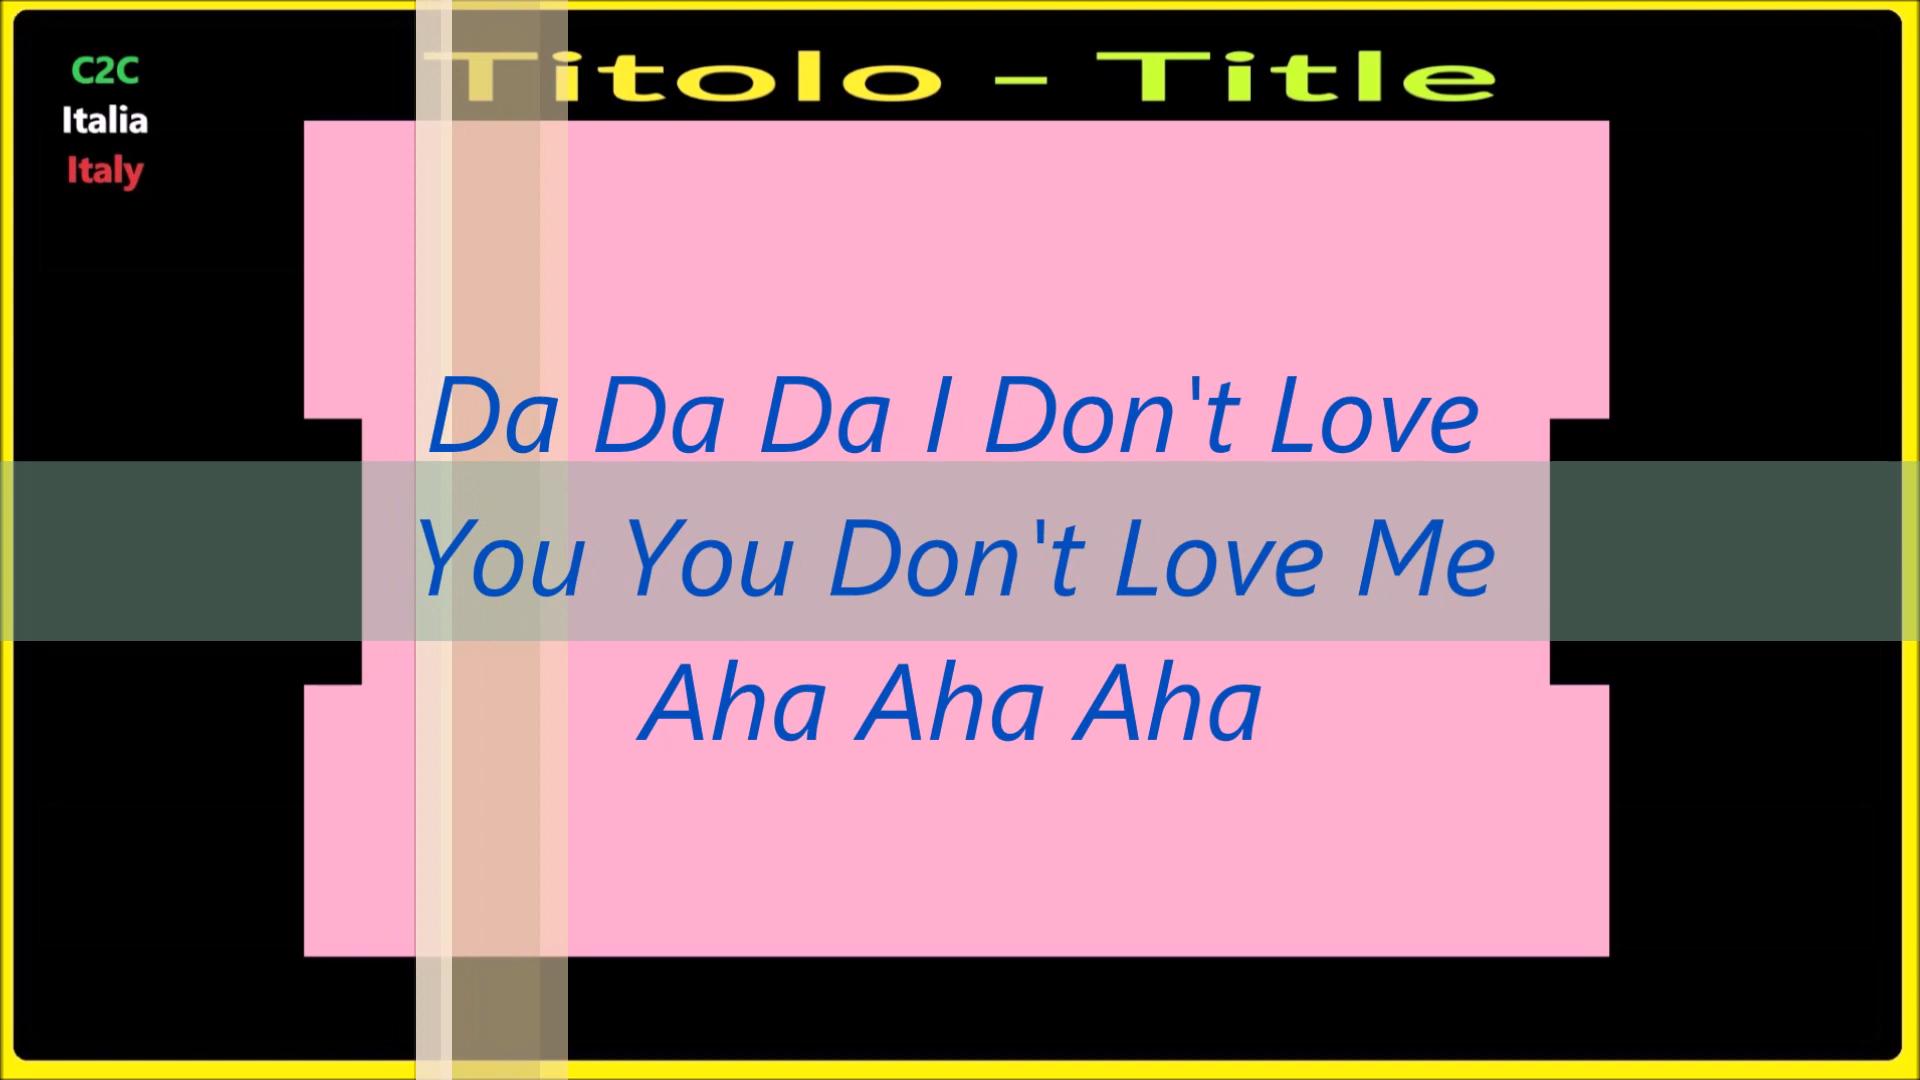 C2C
Italia
Italy
Titolo - Title
Da Da Da I Don't Love
You You Don't Love Me
Aha Aha Aha